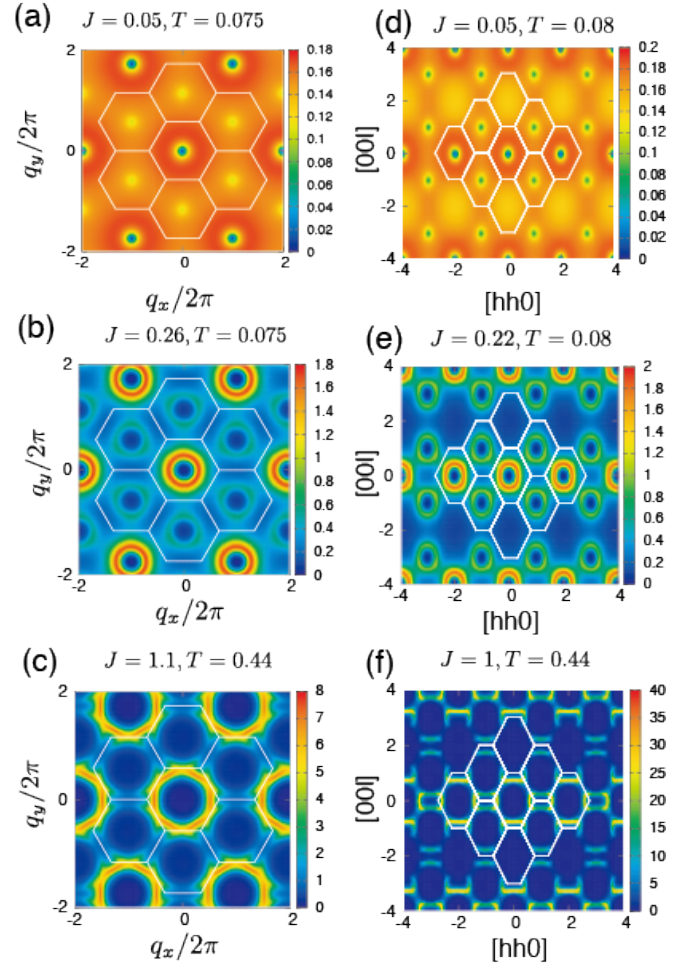 (a)
J = 0.05, T = 0.075
2
0
-2
q_y/2π
-2 0 2
q_x/2π
0.18
0.16
0.14
0.12
0.1
0.08
0.06
0.04
0.02
0
(d)
J = 0.05, T = 0.08
4
2
0
-2
-4
[00l]
-4 -2 0 2 4
[hh0]
0.2
0.18
0.16
0.14
0.12
0.1
0.08
0.06
0.04
0.02
0
(b)
J = 0.26, T = 0.075
2
0
-2
q_y/2π
-2 0 2
q_x/2π
1.8
1.6
1.4
1.2
1
0.8
0.6
0.4
0.2
0
(e)
J = 0.22, T = 0.08
4
2
0
-2
-4
[00l]
-4 -2 0 2 4
[hh0]
2
1.8
1.6
1.4
1.2
1
0.8
0.6
0.4
0.2
0
(c)
J = 1.1, T = 0.44
2
0
-2
q_y/2π
-2 0 2
q_x/2π
8
7
6
5
4
3
2
1
0
(f)
J = 1, T = 0.44
4
2
0
-2
-4
[00l]
-4 -2 0 2 4
[hh0]
40
35
30
25
20
15
10
5
0